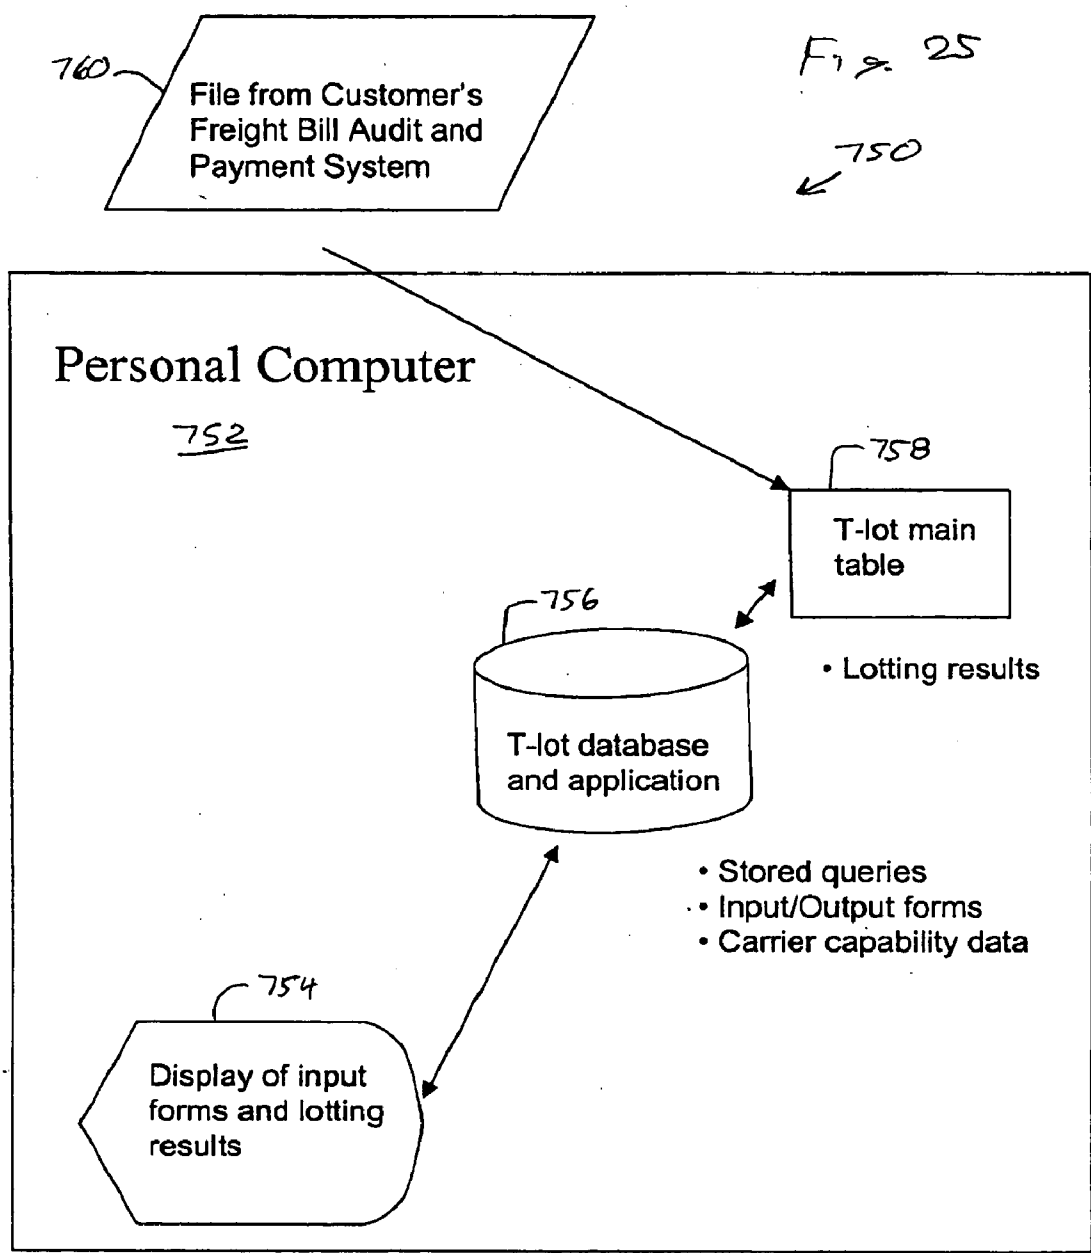 Fig. 25
760
File from Customer's
Freight Bill Audit and
Payment System
750
Personal Computer
752
758
T-lot main
table
756
• Lotting results
T-lot database
and application
• Stored queries
• Input/Output forms
• Carrier capability data
754
Display of input
forms and lotting
results